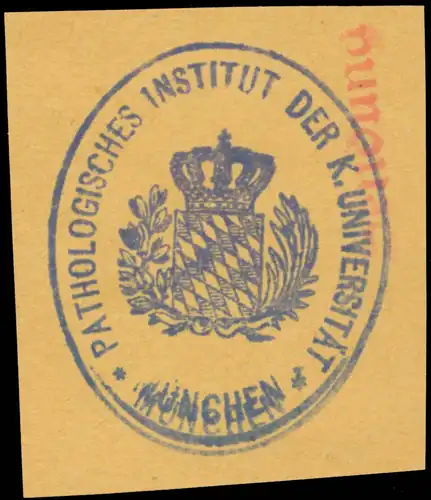 * PATHOLOGISCHES INSTITUT DER K. UNIVERSITÄT *
MÜNCHEN